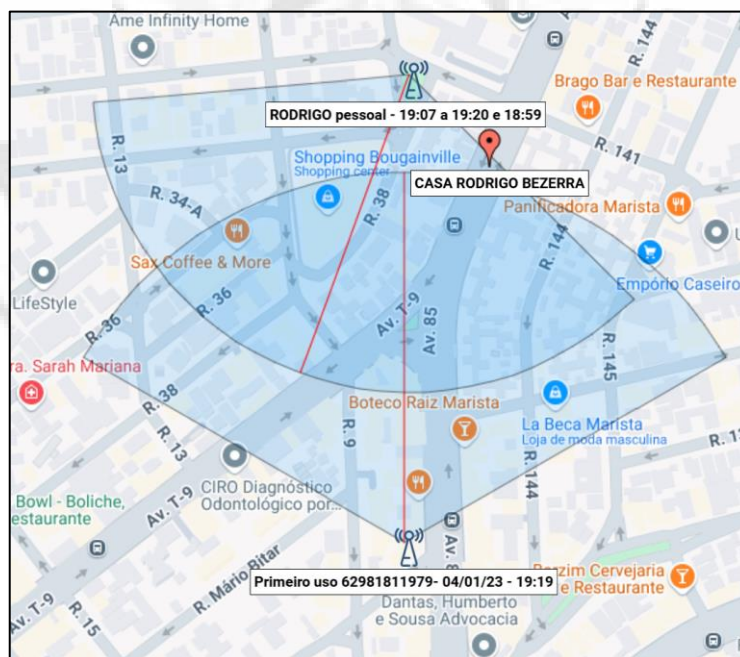 Ame Infinity Home
R. 144
Brago Bar e Restaurante
RODRIGO pessoal - 19:07 a 19:20 e 18:59
R. 13
R. 141
Shopping Bougainville
Shopping center
CASA RODRIGO BEZERRA
R. 34-A
R. 38
Panificadora Marista
Sax Coffee & More
R. 144
Empório Caseiro
LifeStyle
R. 36
Av. T-9
Av. 85
R. 36
ra. Sarah Mariana
R. 145
R. 38
Boteco Raiz Marista
La Beca Marista
Loja de moda masculina
R. 13
R. 9
R. 144
CIRO Diagnóstico
Odontológico por...
Bowl - Boliche,
estaurante
Av. T-9
R. Mário Bitar
Av. 8
Primeiro uso 62981811979- 04/01/23 - 19:19
e Restaurante
Dantas, Humberto
e Sousa Advocacia
Av. T-9
R. 15